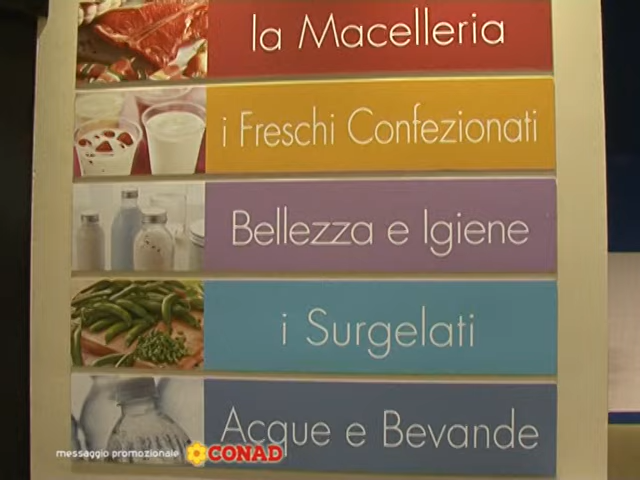 la Macelleria
i Freschi Confezionati
Bellezza e Igiene
i Surgelati
Acque e Bevande
messaggio promozionale CONAD